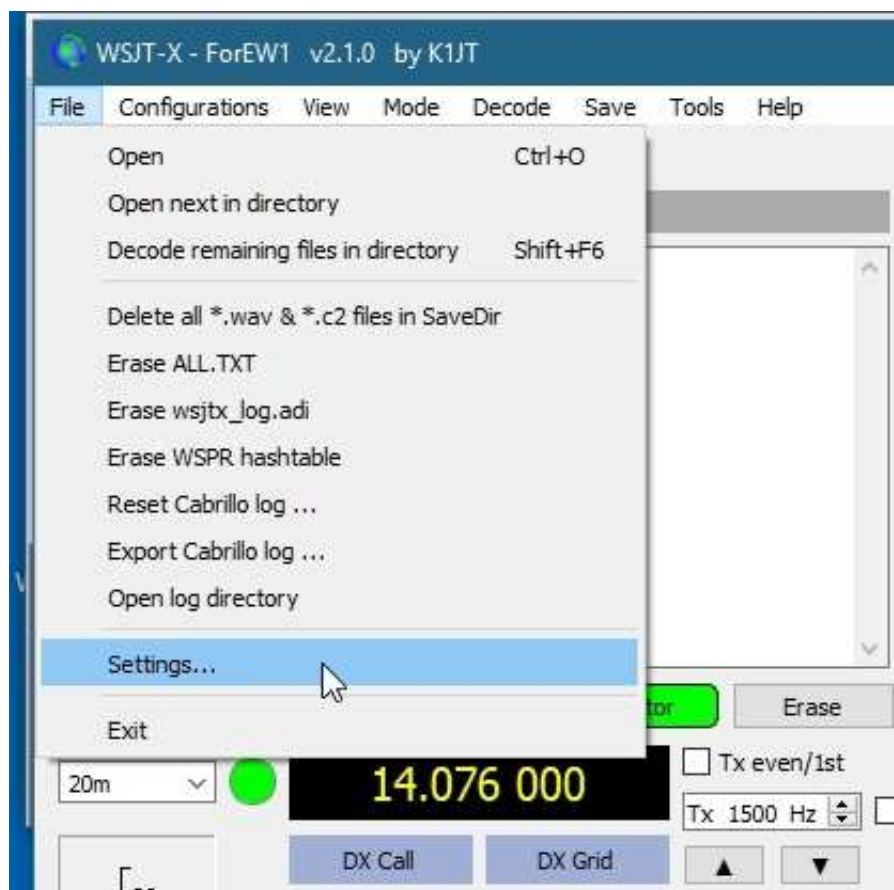 WSJT-X - ForEW1 v2.1.0 by K1JT
File Configurations View Mode Decode Save Tools Help
Open Ctrl+O
Open next in directory
Decode remaining files in directory Shift+F6
Delete all *.wav & *.c2 files in SaveDir
Erase ALL.TXT
Erase wsjtx_log.adi
Erase WSPR hashtable
Reset Cabrillo log ...
Export Cabrillo log ...
Open log directory
Settings...
Erase
Exit
20m 14.076 000 Tx even/1st
Tx 1500 Hz
DX Call DX Grid